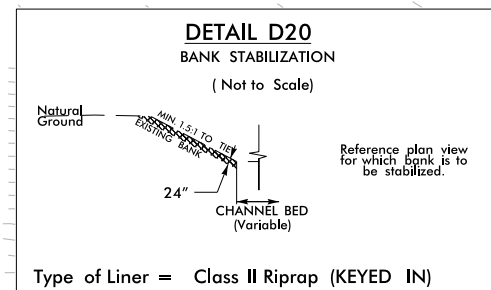 DETAIL D20
BANK STABILIZATION
( Not to Scale)
Natural
Ground
MIN. 1.5:1 TO TIE
EXISTING BANK
Reference plan view
for which bank is to
be stabilized.
24"
CHANNEL BED
(Variable)
Type of Liner = Class II Riprap (KEYED IN)